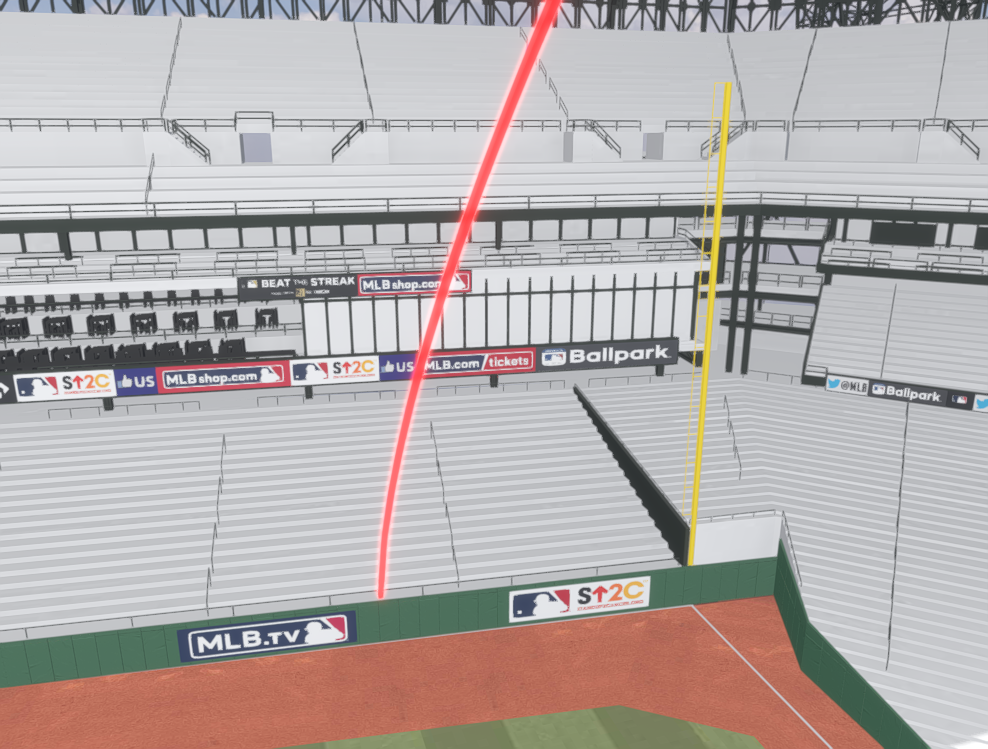 BEAT THE STREAK
MLBshop.com
S↑2C
US
MLBshop.com
S↑2C
US
MLB.com/tickets
Ballpark
@MLB
Ballpark
MLB.TV
S↑2C